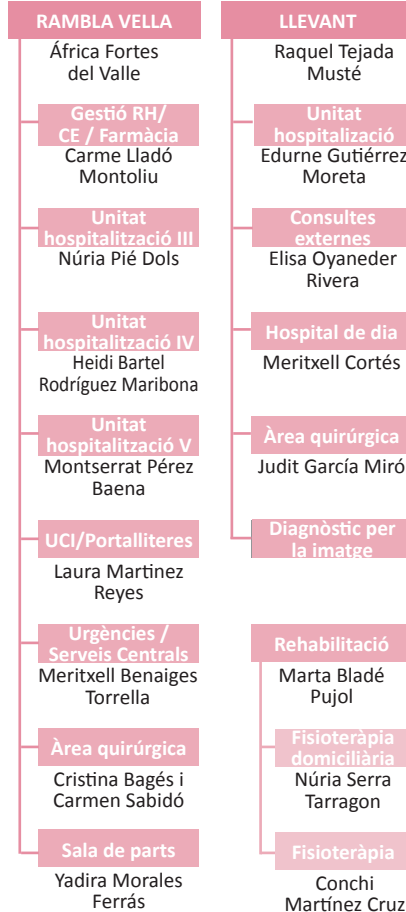 RAMBLA VELLA
África Fortes
del Valle
Gestió RH/
CE / Farmàcia
Carme Lladó
Montoliu
Unitat
hospitalització III
Núria Pié Dols
Unitat
hospitalització IV
Heidi Bartel
Rodríguez Maribona
Unitat
hospitalització V
Montserrat Pérez
Baena
UCI/Portalliteres
Laura Martínez
Reyes
Urgències /
Serveis Centrals
Meritxell Benaiges
Torrella
Àrea quirúrgica
Cristina Bagés i
Carmen Sabidó
Sala de parts
Yadira Morales
Ferrás
LLEVANT
Raquel Tejada
Musté
Unitat
hospitalizació
Edurne Gutiérrez
Moreta
Consultes
externes
Elisa Oyaneder
Rivera
Hospital de dia
Meritxell Cortés
Àrea quirúrgica
Judit García Miró
Diagnòstic per
la imatge
Rehabilitació
Marta Bladé
Pujol
Fisioteràpia
domiciliària
Núria Serra
Tarragon
Fisioteràpia
Conchi
Martínez Cruz